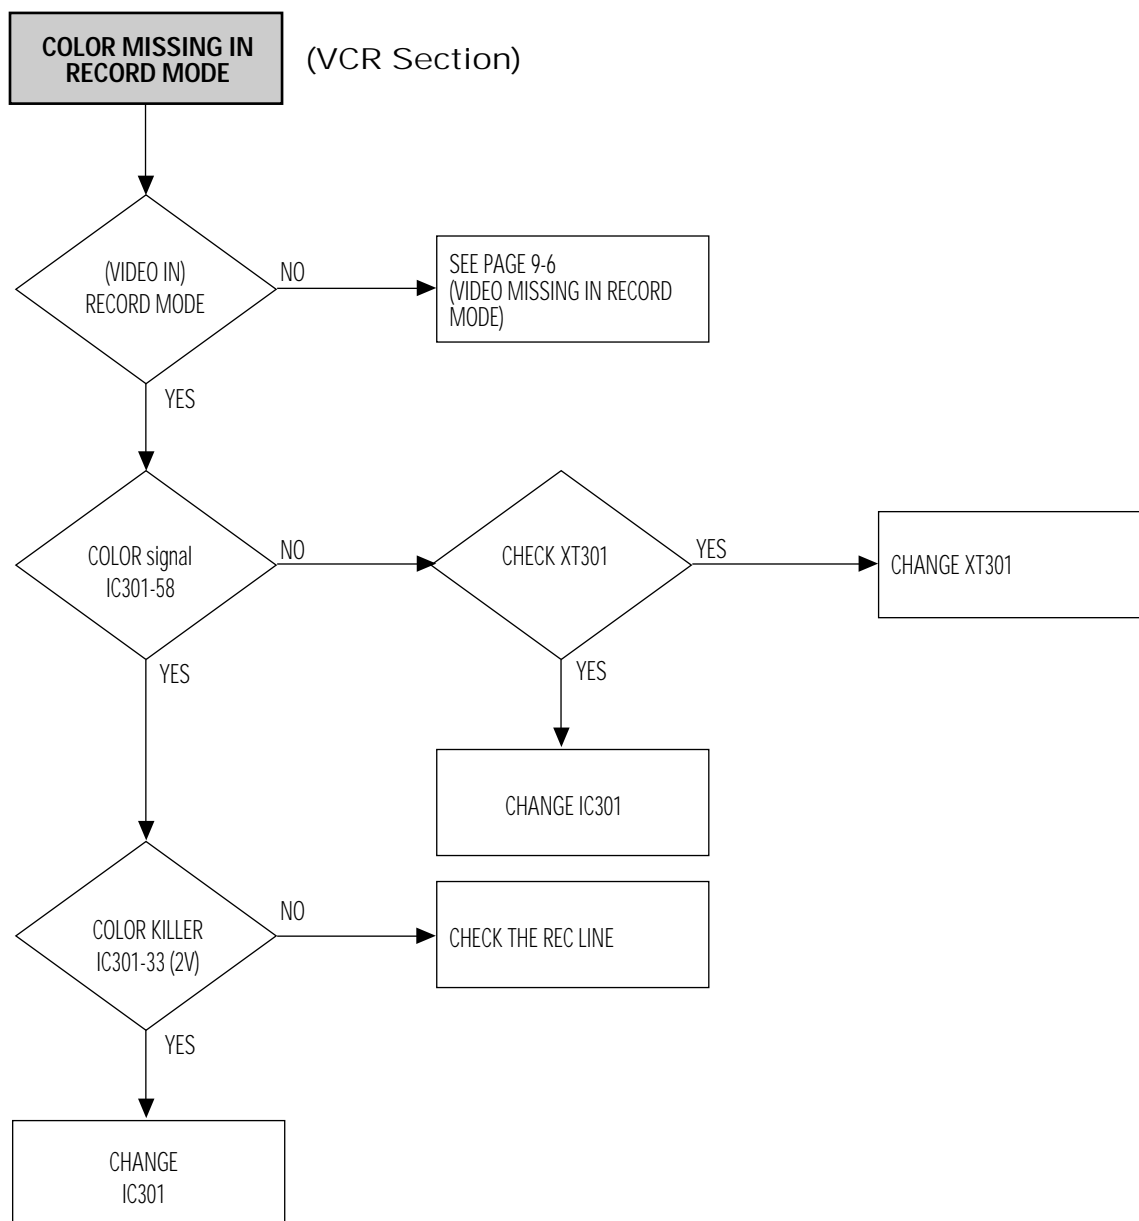 COLOR MISSING IN
RECORD MODE
(VCR Section)
(VIDEO IN)
RECORD MODE
NO
SEE PAGE 9-6
(VIDEO MISSING IN RECORD
MODE)
YES
COLOR signal
IC301-58
NO
CHECK XT301
YES
CHANGE XT301
YES
YES
CHANGE IC301
COLOR KILLER
IC301-33 (2V)
NO
CHECK THE REC LINE
YES
CHANGE
IC301